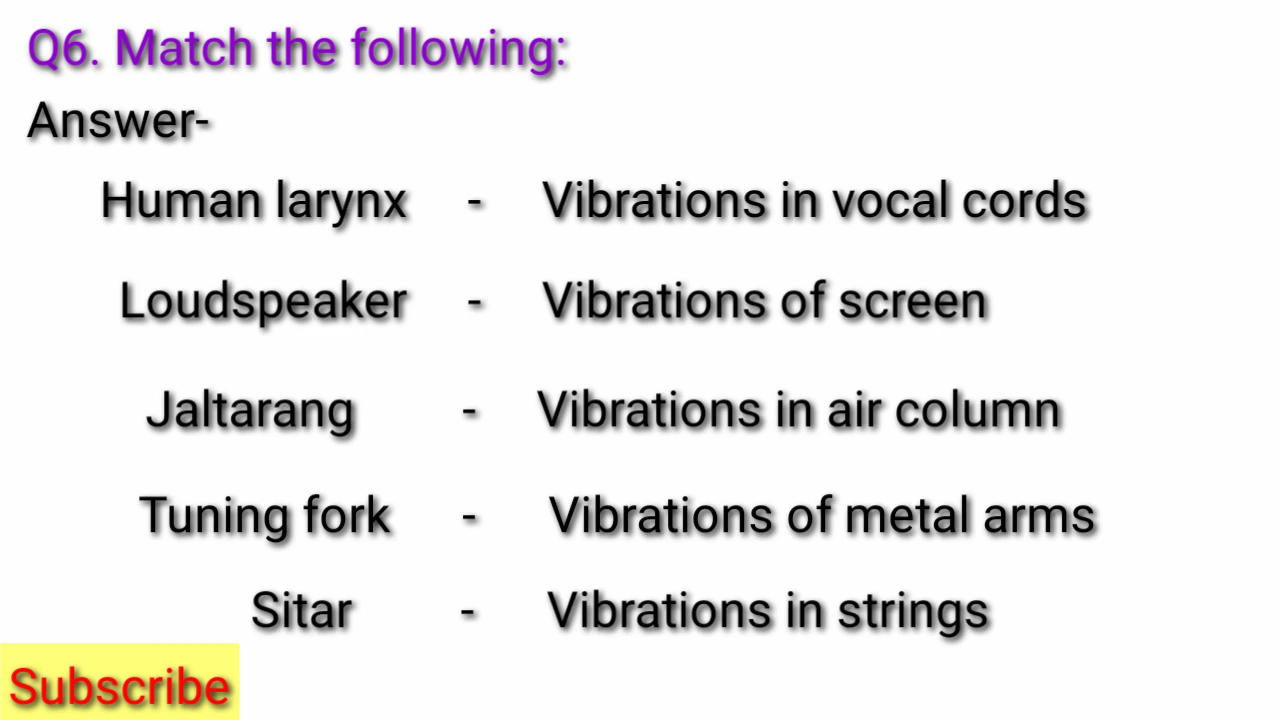 Q6. Match the following:
Answer-
Human larynx - Vibrations in vocal cords
Loudspeaker - Vibrations of screen
Jaltarang - Vibrations in air column
Tuning fork - Vibrations of metal arms
Sitar - Vibrations in strings
Subscribe